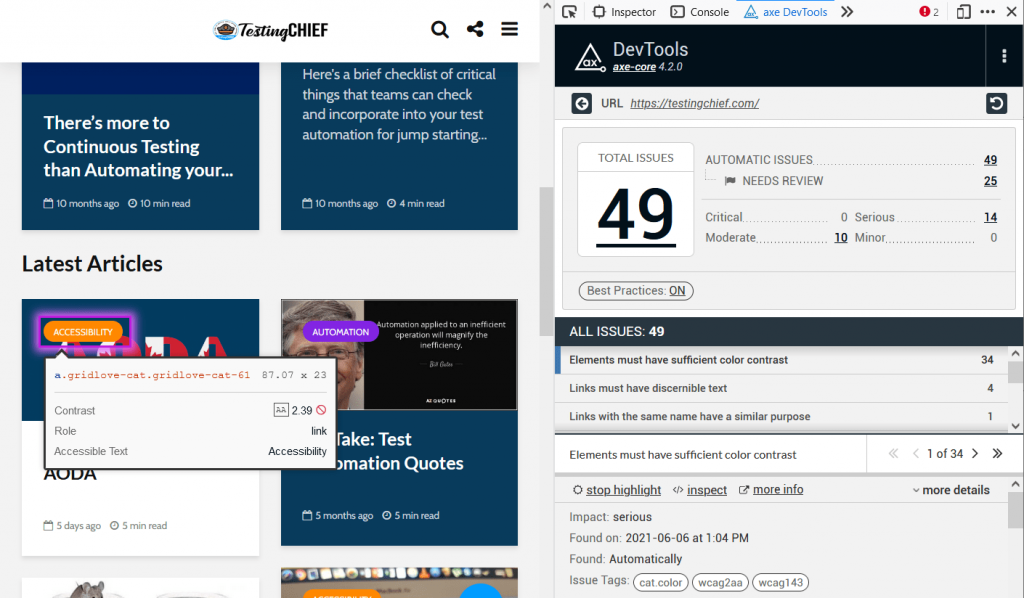 TestingCHIEF
There's more to
Continuous Testing
than Automating your...
10 months ago 10 min read
Here's a brief checklist of critical
things that teams can check
and incorporate into your test
automation for jump starting...
10 months ago 4 min read
Latest Articles
ACCESSIBILITY
a.gridlove-cat.gridlove-cat-61 87.07 x 23
Contrast Aa 2.39
Role link
Accessible Text Accessibility
AODA
5 days ago 5 min read
AUTOMATION
Automation applied to an inefficient
operation will magnify the
inefficiency.
Bill Gates
AZ QUOTES
Take: Test
omation Quotes
5 months ago 5 min read
ACCESSIBILITY
Inspector Console axe DevTools 2
ax DevTools
axe-core 4.2.0
URL https://testingchief.com/
TOTAL ISSUES
49
AUTOMATIC ISSUES 49
NEEDS REVIEW 25
Critical 0 Serious 14
Moderate 10 Minor 0
Best Practices: ON
ALL ISSUES: 49
Elements must have sufficient color contrast 34
Links must have discernible text 4
Links with the same name have a similar purpose 1
Elements must have sufficient color contrast 1 of 34
stop highlight inspect more info more details
Impact: serious
Found on: 2021-06-06 at 1:04 PM
Found: Automatically
Issue Tags: cat.color wcag2aa wcag143